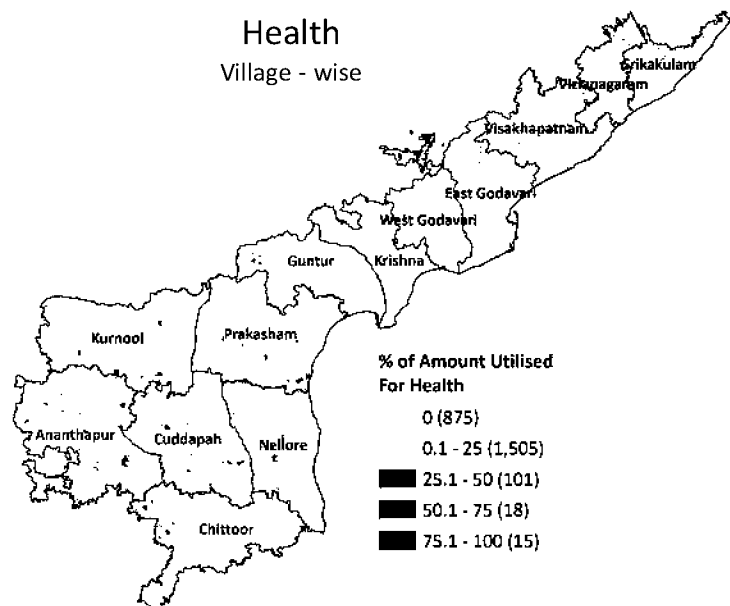 Health
Village - wise
Srikakulam
Vizianagaram
Visakhapatnam
East Godavari
West Godavari
Krishna
Guntur
Prakasham
Kurnool
Ananthapur
Cuddapah
Nellore
Chittoor
% of Amount Utilised
For Health
0 (875)
0.1 - 25 (1,505)
25.1 - 50 (101)
50.1 - 75 (18)
75.1 - 100 (15)